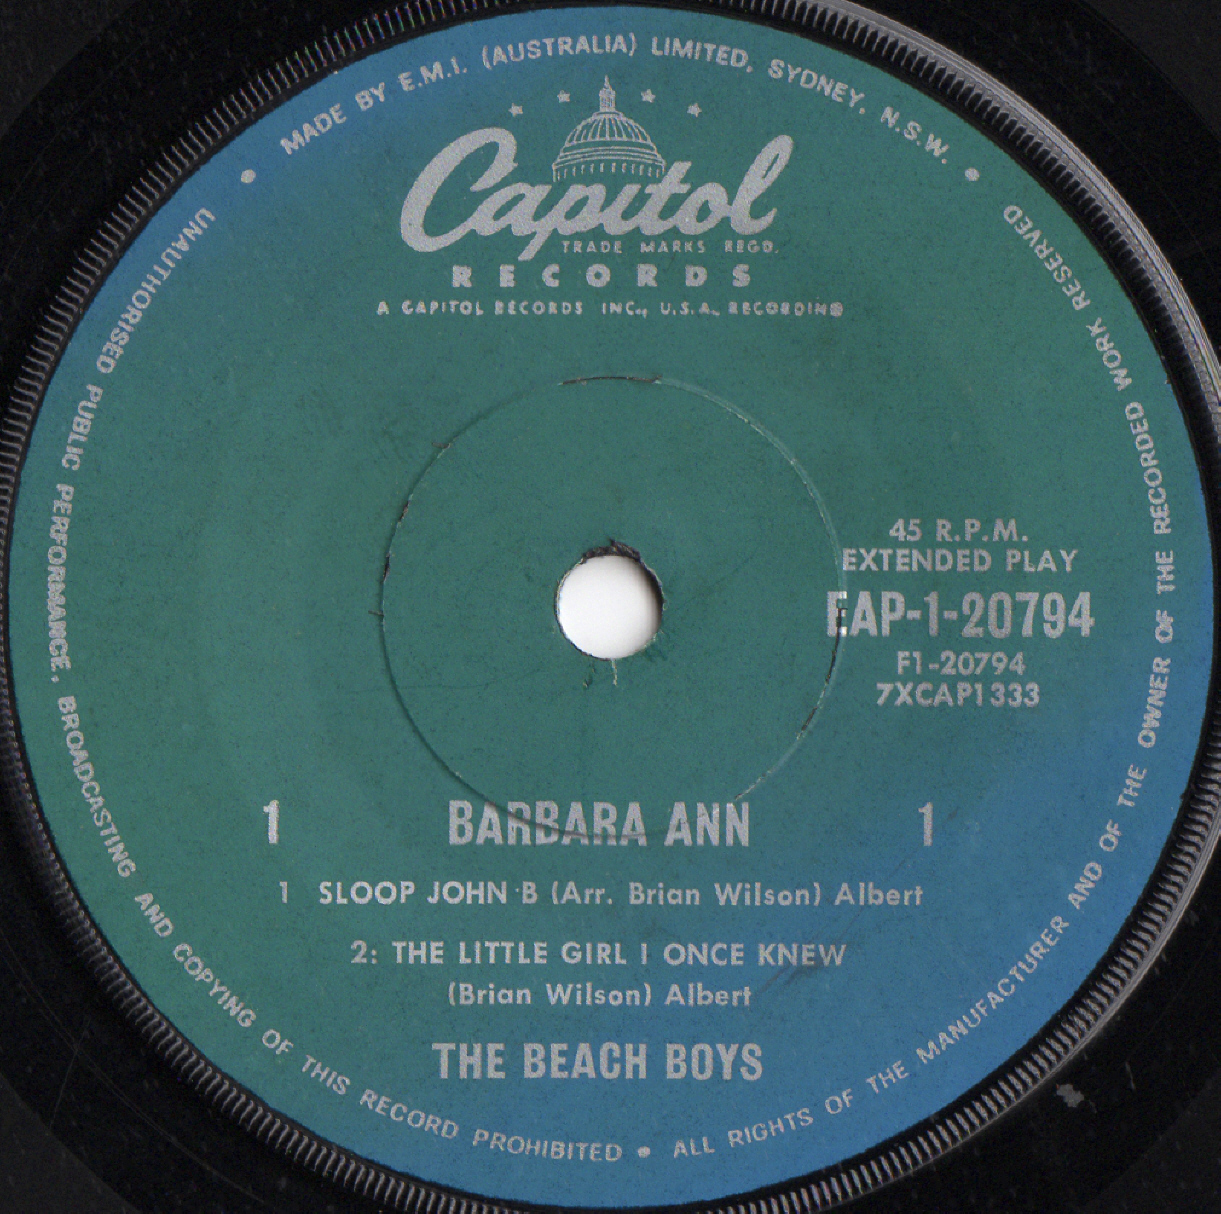 MADE BY E.M.I. (AUSTRALIA) LIMITED. SYDNEY. N.S.W.
Capitol
TRADE MARKS REGD.
RECORDS
A CAPITOL RECORDS INC., U.S.A., RECORDING
45 R.P.M.
EXTENDED PLAY
EAP-1-20794
F1-20794
7XCAP1333
1 BARBARA ANN 1
1 SLOOP JOHN B (Arr. Brian Wilson) Albert
2: THE LITTLE GIRL I ONCE KNEW
(Brian Wilson) Albert
THE BEACH BOYS
UNAUTHORISED PUBLIC PERFORMANCE, BROADCASTING AND COPYING OF THIS RECORD PROHIBITED • ALL RIGHTS OF THE MANUFACTURER AND OF THE OWNER OF THE RECORDED WORK RESERVED